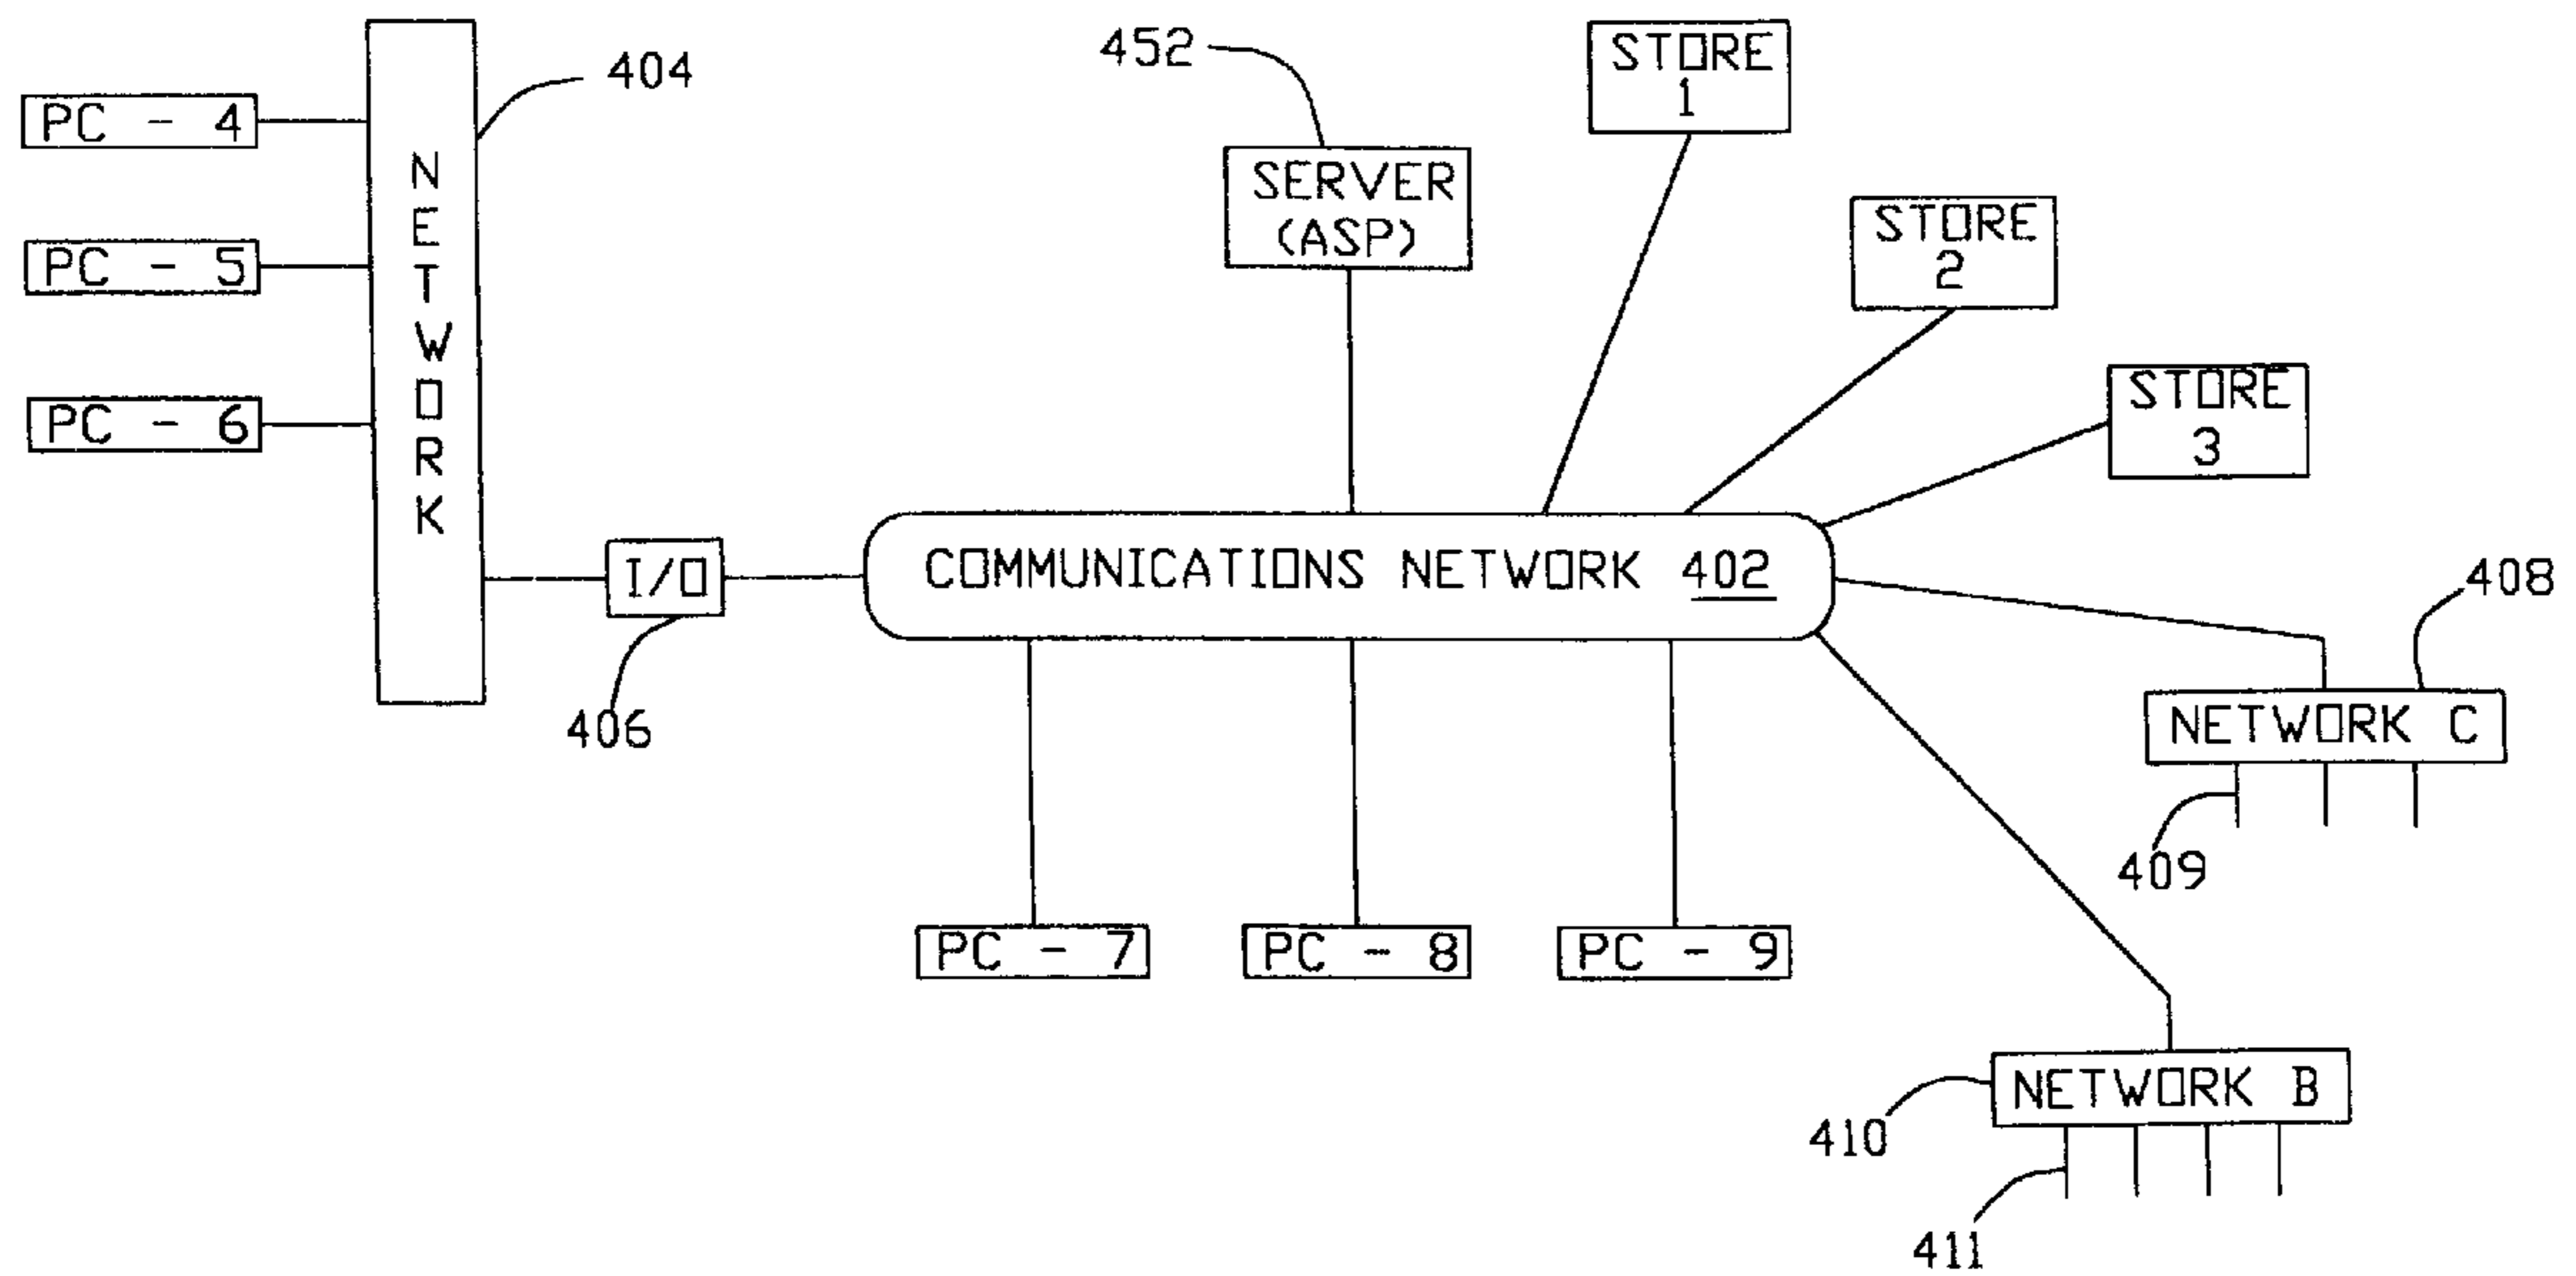 404
PC - 4
PC - 5
PC - 6
NETWORK
452
SERVER
(ASP)
STORE
1
STORE
2
STORE
3
I/O
406
COMMUNICATIONS NETWORK 402
408
NETWORK C
409
PC - 7
PC - 8
PC - 9
NETWORK B
410
411